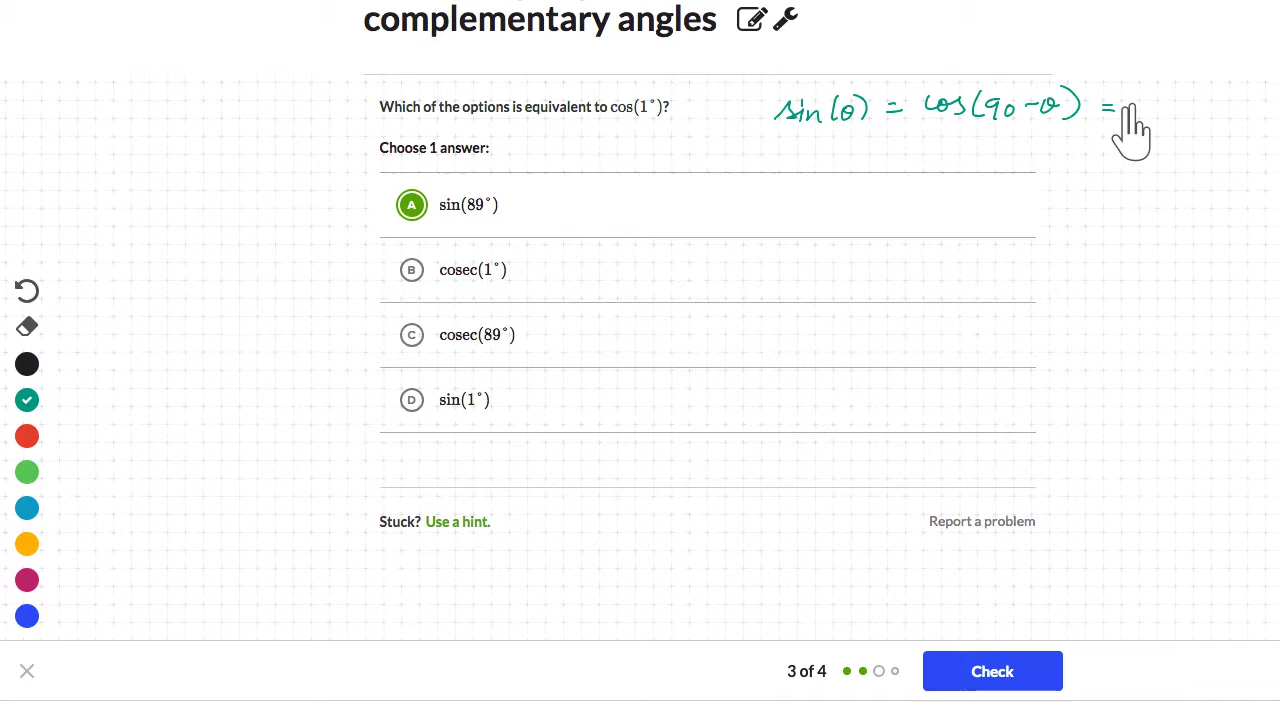 complementary angles
Which of the options is equivalent to cos(1°)?
sin(θ) = cos(90-θ) =
Choose 1 answer:
A sin(89°)
B cosec(1°)
C cosec(89°)
D sin(1°)
Stuck? Use a hint.
Report a problem
3 of 4
Check